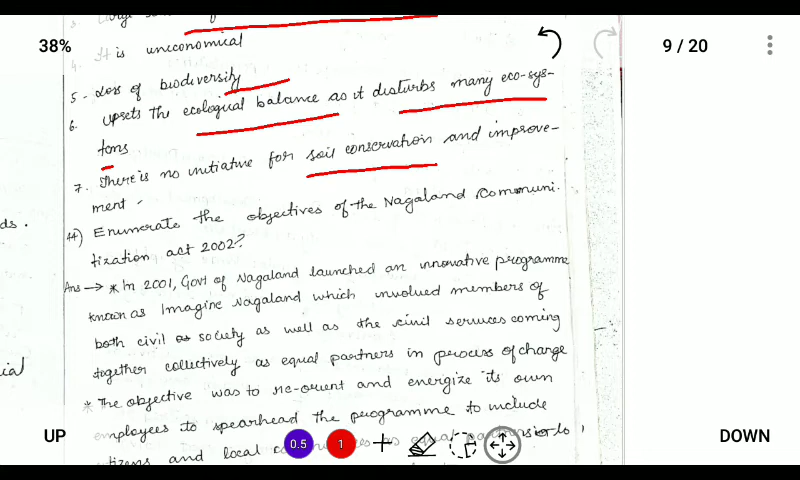 38%
9 / 20
4. It is uneconomical
5. Loss of biodiversity
6. upsets the ecological balance as it disturbs many eco-sys-
tems
7. There is no initiative for soil conservation and improve-
ment -
ds.
44) Enumerate the objectives of the Nagaland Communi-
tization act 2002?
Ans → * In 2001, Govt of Nagaland launched an innovative programme
known as Imagine Nagaland which involved members of
both civil society as well as the civil services coming
together collectively as equal partners in process of change
* The objective was to re-orient and energize its own
employees to spearhead the programme to include
UP
0.5
1
DOWN
and local